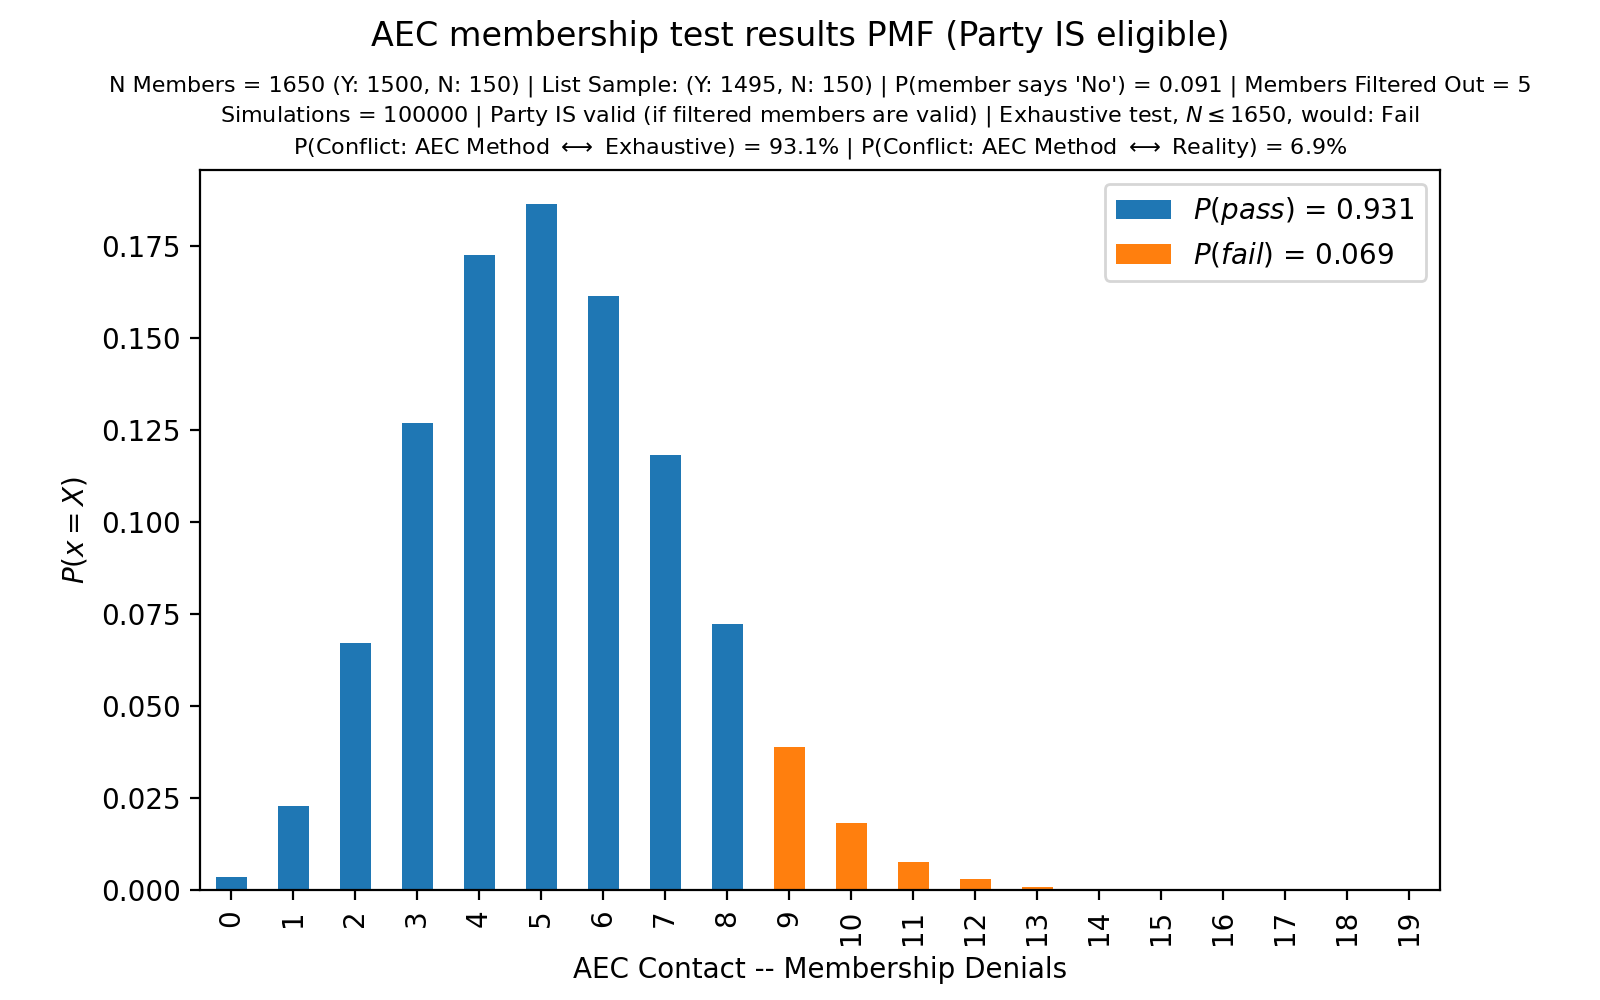 AEC membership test results PMF (Party IS eligible)
N Members = 1650 (Y: 1500, N: 150) | List Sample: (Y: 1495, N: 150) | P(member says 'No') = 0.091 | Members Filtered Out = 5
Simulations = 100000 | Party IS valid (if filtered members are valid) | Exhaustive test, N ≤ 1650, would: Fail
P(Conflict: AEC Method ⟷ Exhaustive) = 93.1% | P(Conflict: AEC Method ⟷ Reality) = 6.9%
P(pass) = 0.931
P(fail) = 0.069
0.175
0.150
0.125
0.100
0.075
0.050
0.025
0.000
P(x = X)
0 1 2 3 4 5 6 7 8 9 10 11 12 13 14 15 16 17 18 19
AEC Contact -- Membership Denials